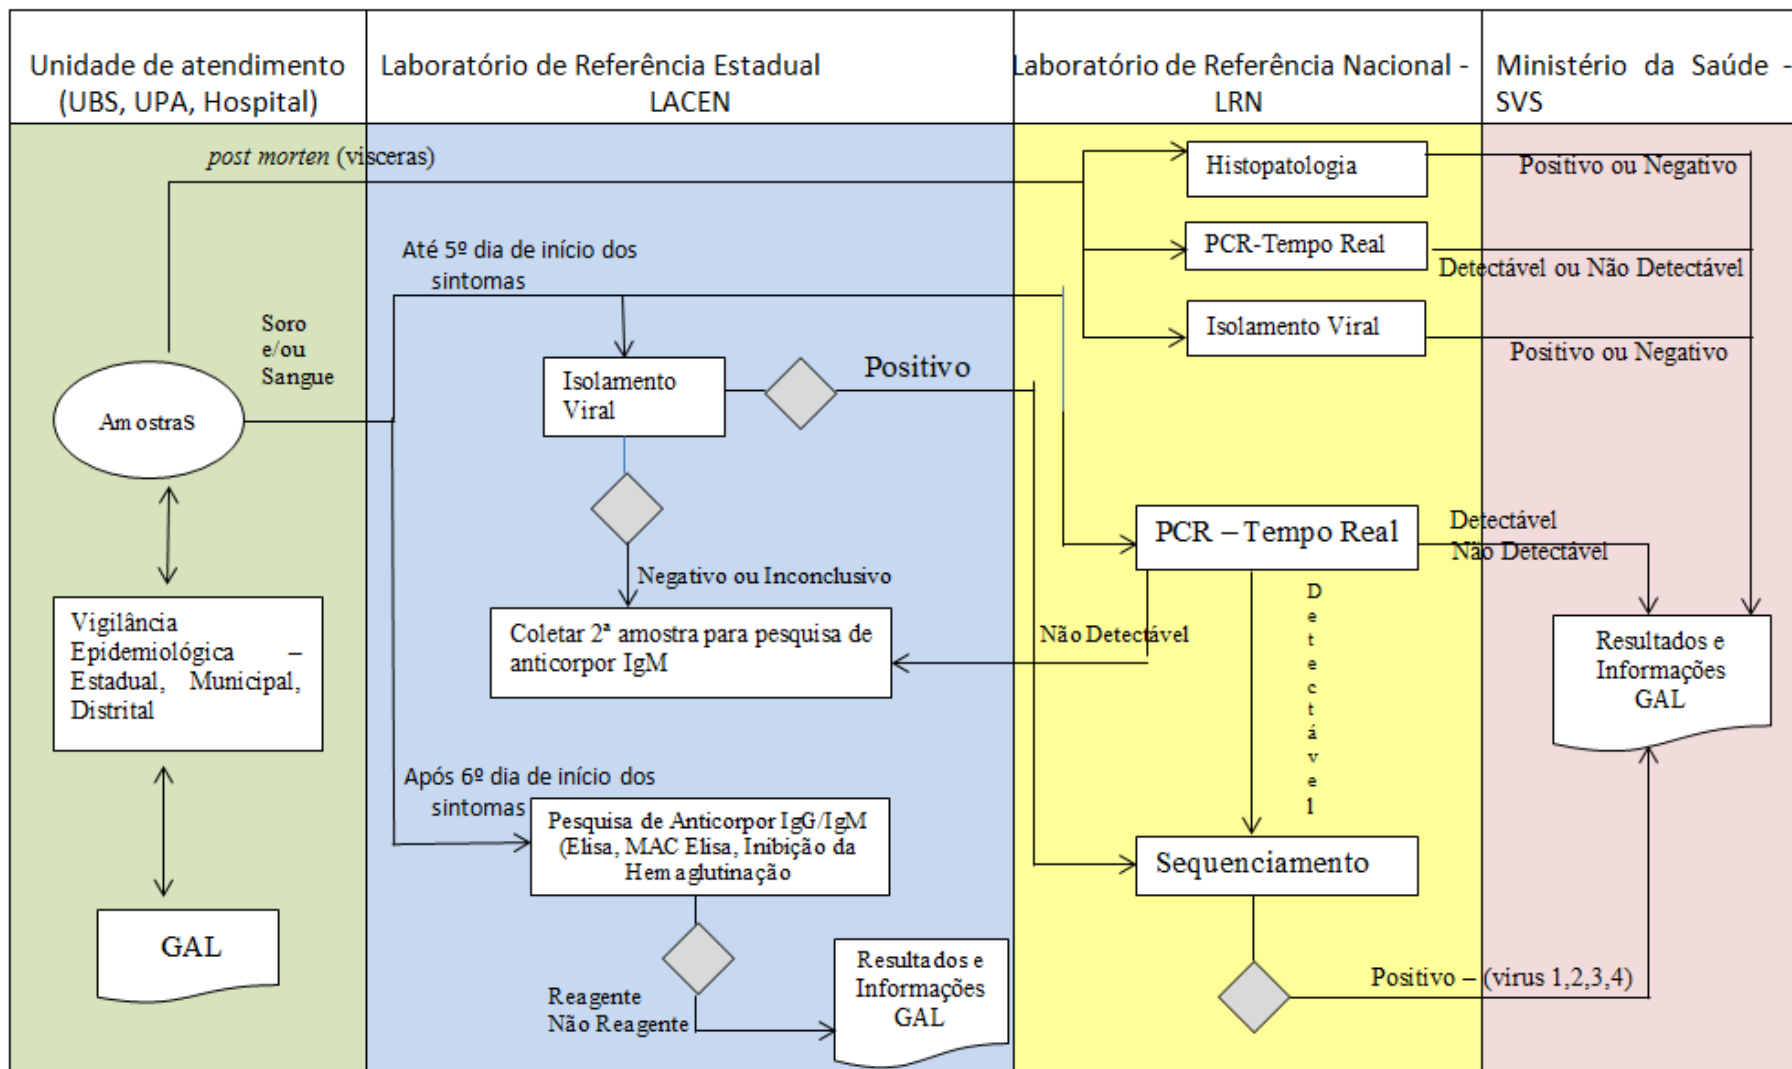 Unidade de atendimento
(UBS, UPA, Hospital)
Laboratório de Referência Estadual
LACEN
Laboratório de Referência Nacional -
LRN
Ministério da Saúde -
SVS
post morten (visceras)
Soro
e/ou
Sangue
AmostraS
Vigilância
Epidemiológica –
Estadual, Municipal,
Distrital
GAL
Até 5º dia de início dos
sintomas
Isolamento
Viral
Positivo
Negativo ou Inconclusivo
Coletar 2ª amostra para pesquisa de
anticorpor IgM
Após 6º dia de início dos
sintomas
Pesquisa de Anticorpor IgG/IgM
(Elisa, MAC Elisa, Inibição da
Hemaglutinação
Reagente
Não Reagente
Resultados e
Informações
GAL
Histopatologia
PCR-Tempo Real
Isolamento Viral
PCR – Tempo Real
Não Detectável
Detectável
Sequenciamento
Positivo ou Negativo
Detectável ou Não Detectável
Positivo ou Negativo
Detectável
Não Detectável
Resultados e
Informações
GAL
Positivo – (virus 1,2,3,4)